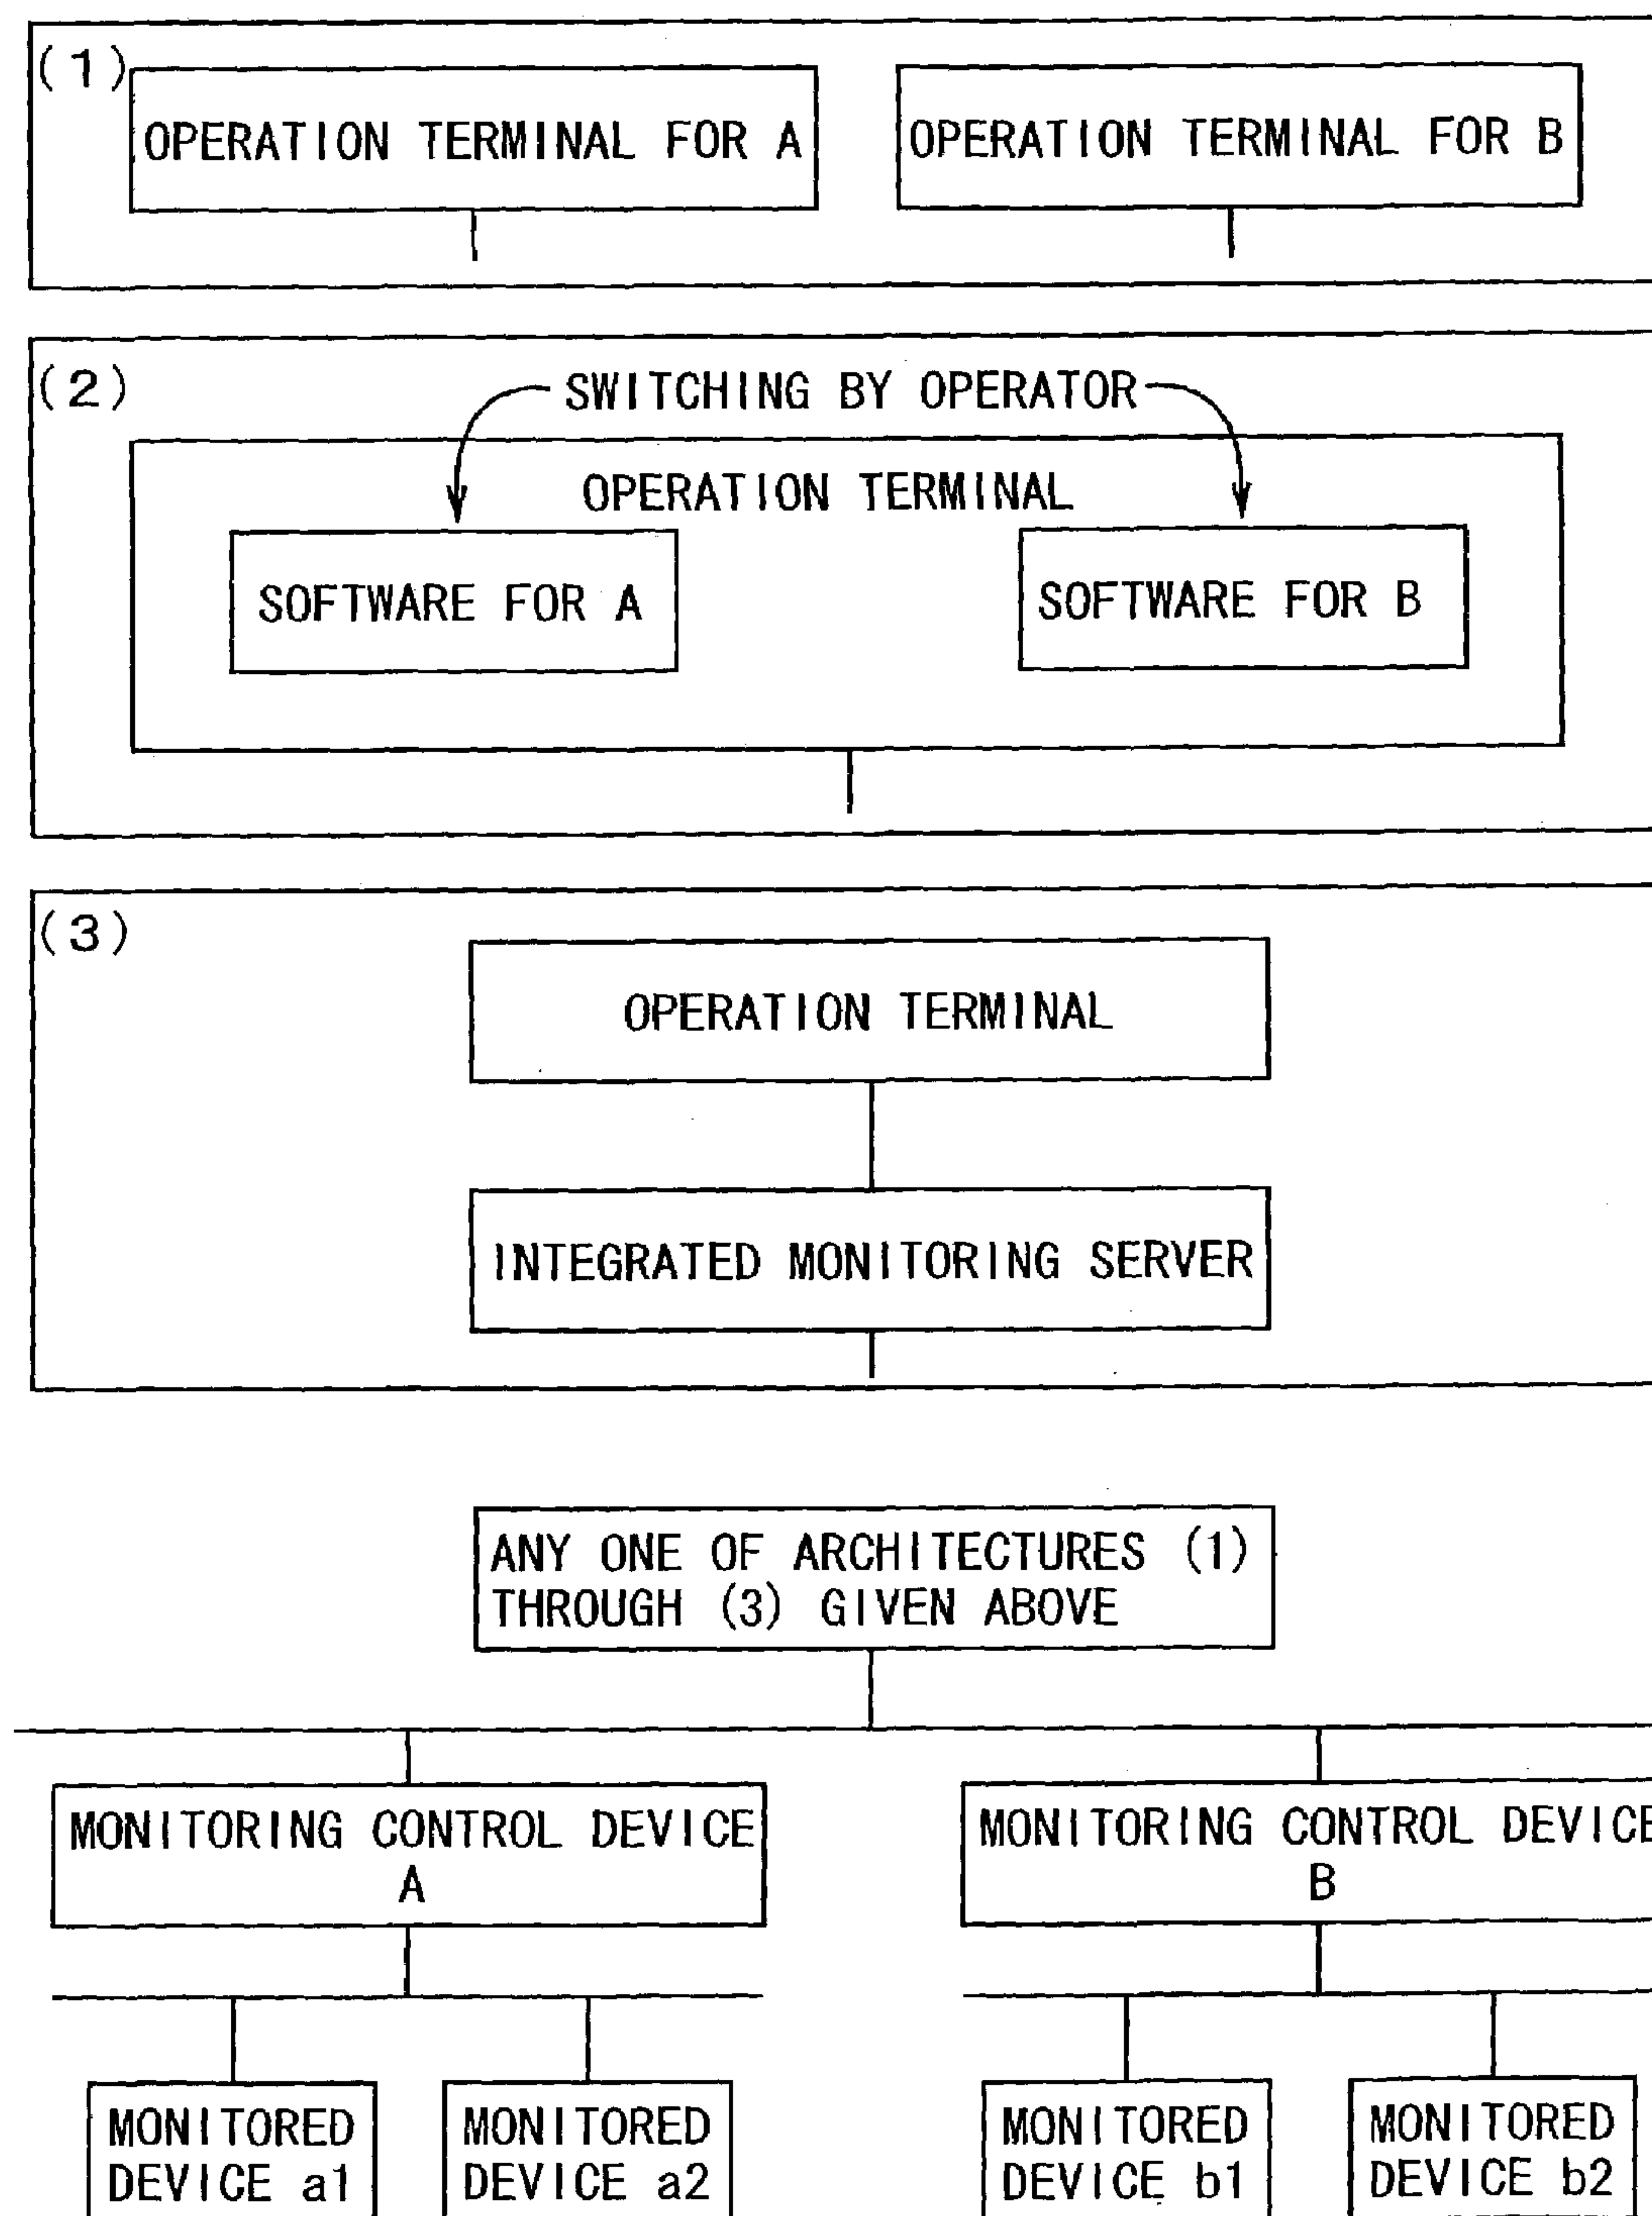 (1)
OPERATION TERMINAL FOR A
OPERATION TERMINAL FOR B
(2)
SWITCHING BY OPERATOR
OPERATION TERMINAL
SOFTWARE FOR A
SOFTWARE FOR B
(3)
OPERATION TERMINAL
INTEGRATED MONITORING SERVER
ANY ONE OF ARCHITECTURES (1)
THROUGH (3) GIVEN ABOVE
MONITORING CONTROL DEVICE
A
MONITORING CONTROL DEVICE
B
MONITORED
DEVICE a1
MONITORED
DEVICE a2
MONITORED
DEVICE b1
MONITORED
DEVICE b2